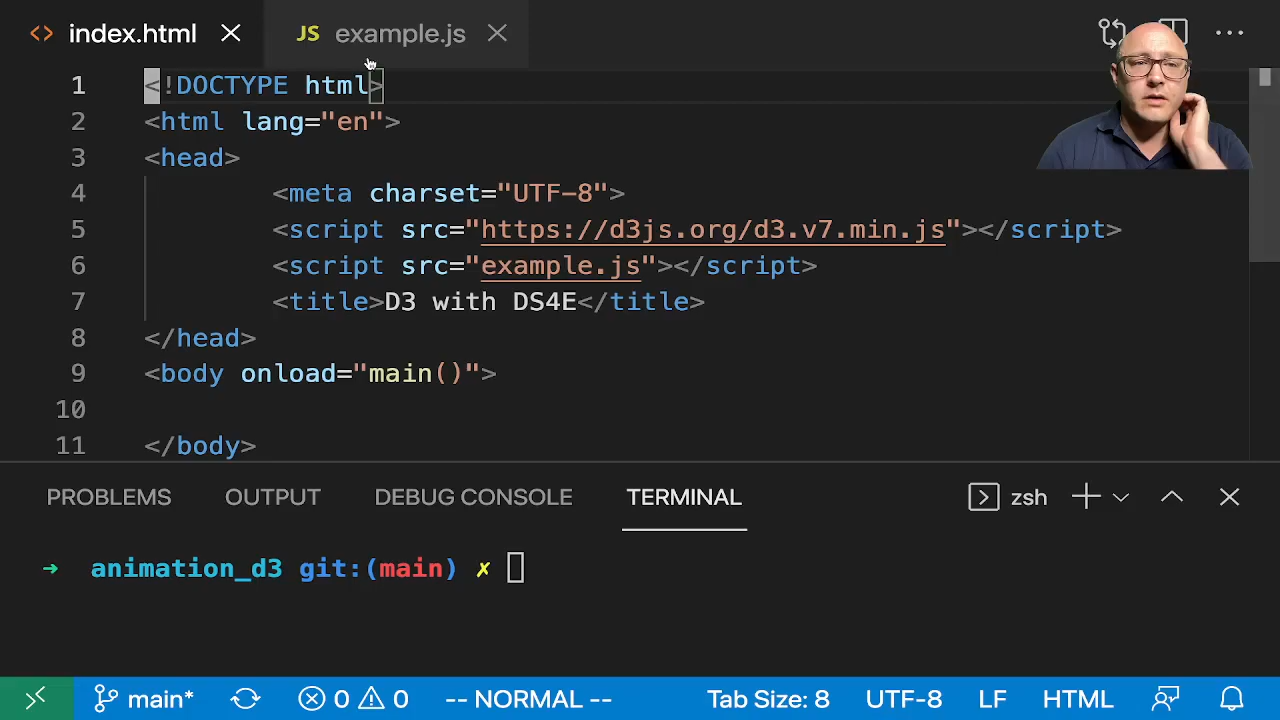 index.html
JS example.js
1 <!DOCTYPE html>
2 <html lang="en">
3 <head>
4 <meta charset="UTF-8">
5 <script src="https://d3js.org/d3.v7.min.js"></script>
6 <script src="example.js"></script>
7 <title>D3 with DS4E</title>
8 </head>
9 <body onload="main()">
10
11 </body>
PROBLEMS OUTPUT DEBUG CONSOLE TERMINAL zsh
→ animation_d3 git:(main) ✗
main* 0 0 -- NORMAL -- Tab Size: 8 UTF-8 LF HTML